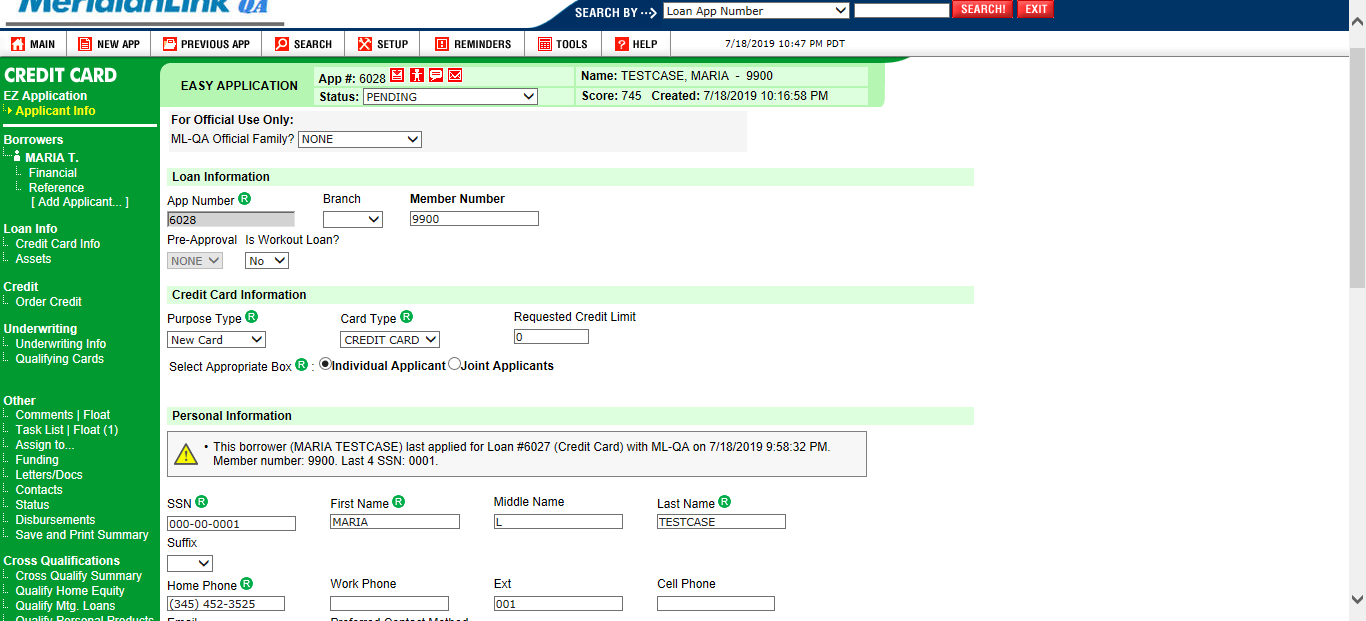 MeridianLink QA
SEARCH BY ··> Loan App Number SEARCH! EXIT
MAIN NEW APP PREVIOUS APP SEARCH SETUP REMINDERS TOOLS HELP 7/18/2019 10:47 PM PDT
CREDIT CARD
EZ Application
Applicant Info
Borrowers
MARIA T.
Financial
Reference
[ Add Applicant... ]
Loan Info
Credit Card Info
Assets
Credit
Order Credit
Underwriting
Underwriting Info
Qualifying Cards
Other
Comments | Float
Task List | Float (1)
Assign to...
Funding
Letters/Docs
Contacts
Status
Disbursements
Save and Print Summary
Cross Qualifications
Cross Qualify Summary
Qualify Home Equity
Qualify Mtg. Loans
Qualify Personal Products
EASY APPLICATION
App #: 6028
Status: PENDING
Name: TESTCASE, MARIA - 9900
Score: 745 Created: 7/18/2019 10:16:58 PM
For Official Use Only:
ML-QA Official Family? NONE
Loan Information
App Number R Branch Member Number
6028 9900
Pre-Approval Is Workout Loan?
NONE No
Credit Card Information
Purpose Type R Card Type R Requested Credit Limit
New Card CREDIT CARD 0
Select Appropriate Box R : Individual Applicant Joint Applicants
Personal Information
• This borrower (MARIA TESTCASE) last applied for Loan #6027 (Credit Card) with ML-QA on 7/18/2019 9:58:32 PM.
Member number: 9900. Last 4 SSN: 0001.
SSN R First Name R Middle Name Last Name R
000-00-0001 MARIA L TESTCASE
Suffix
Home Phone R Work Phone Ext Cell Phone
(345) 452-3525 001
Email Preferred Contact Method